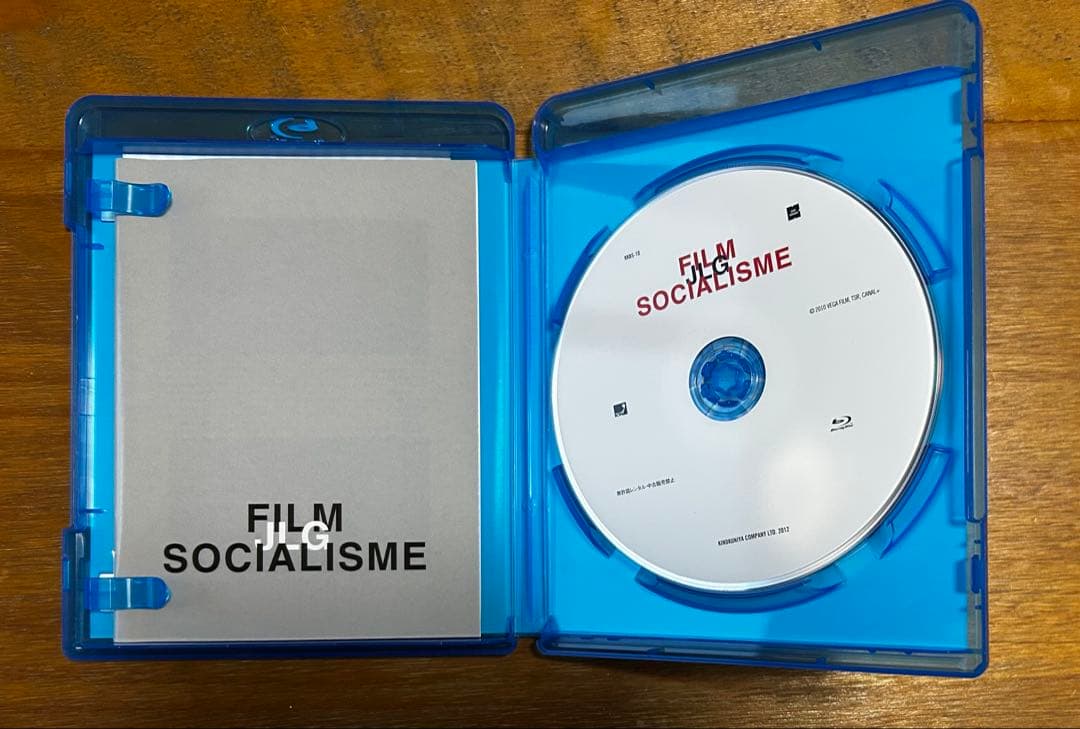 FILM
JLG
SOCIALISME
FILM
JLG
SOCIALISME
© 2010 VEGA FILM, TSR, CANAL+
無許諾レンタル・中古販売禁止
KINOKUNIYA COMPANY LTD. 2012